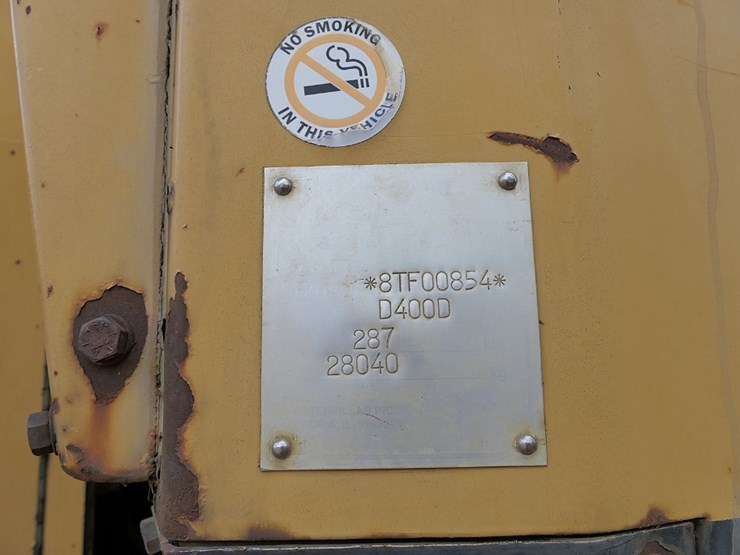 NO SMOKING
IN THIS VEHICLE
*8TF00854*
D400D
287
28040